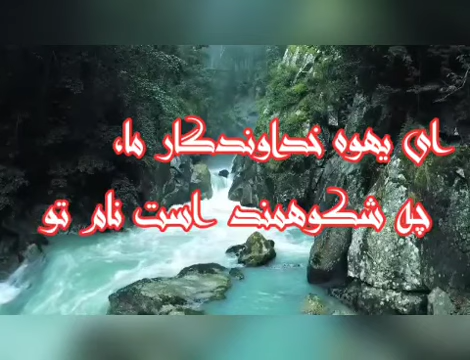 ای یهوه خداوندگار ما،
چه شکوهمند است نام تو